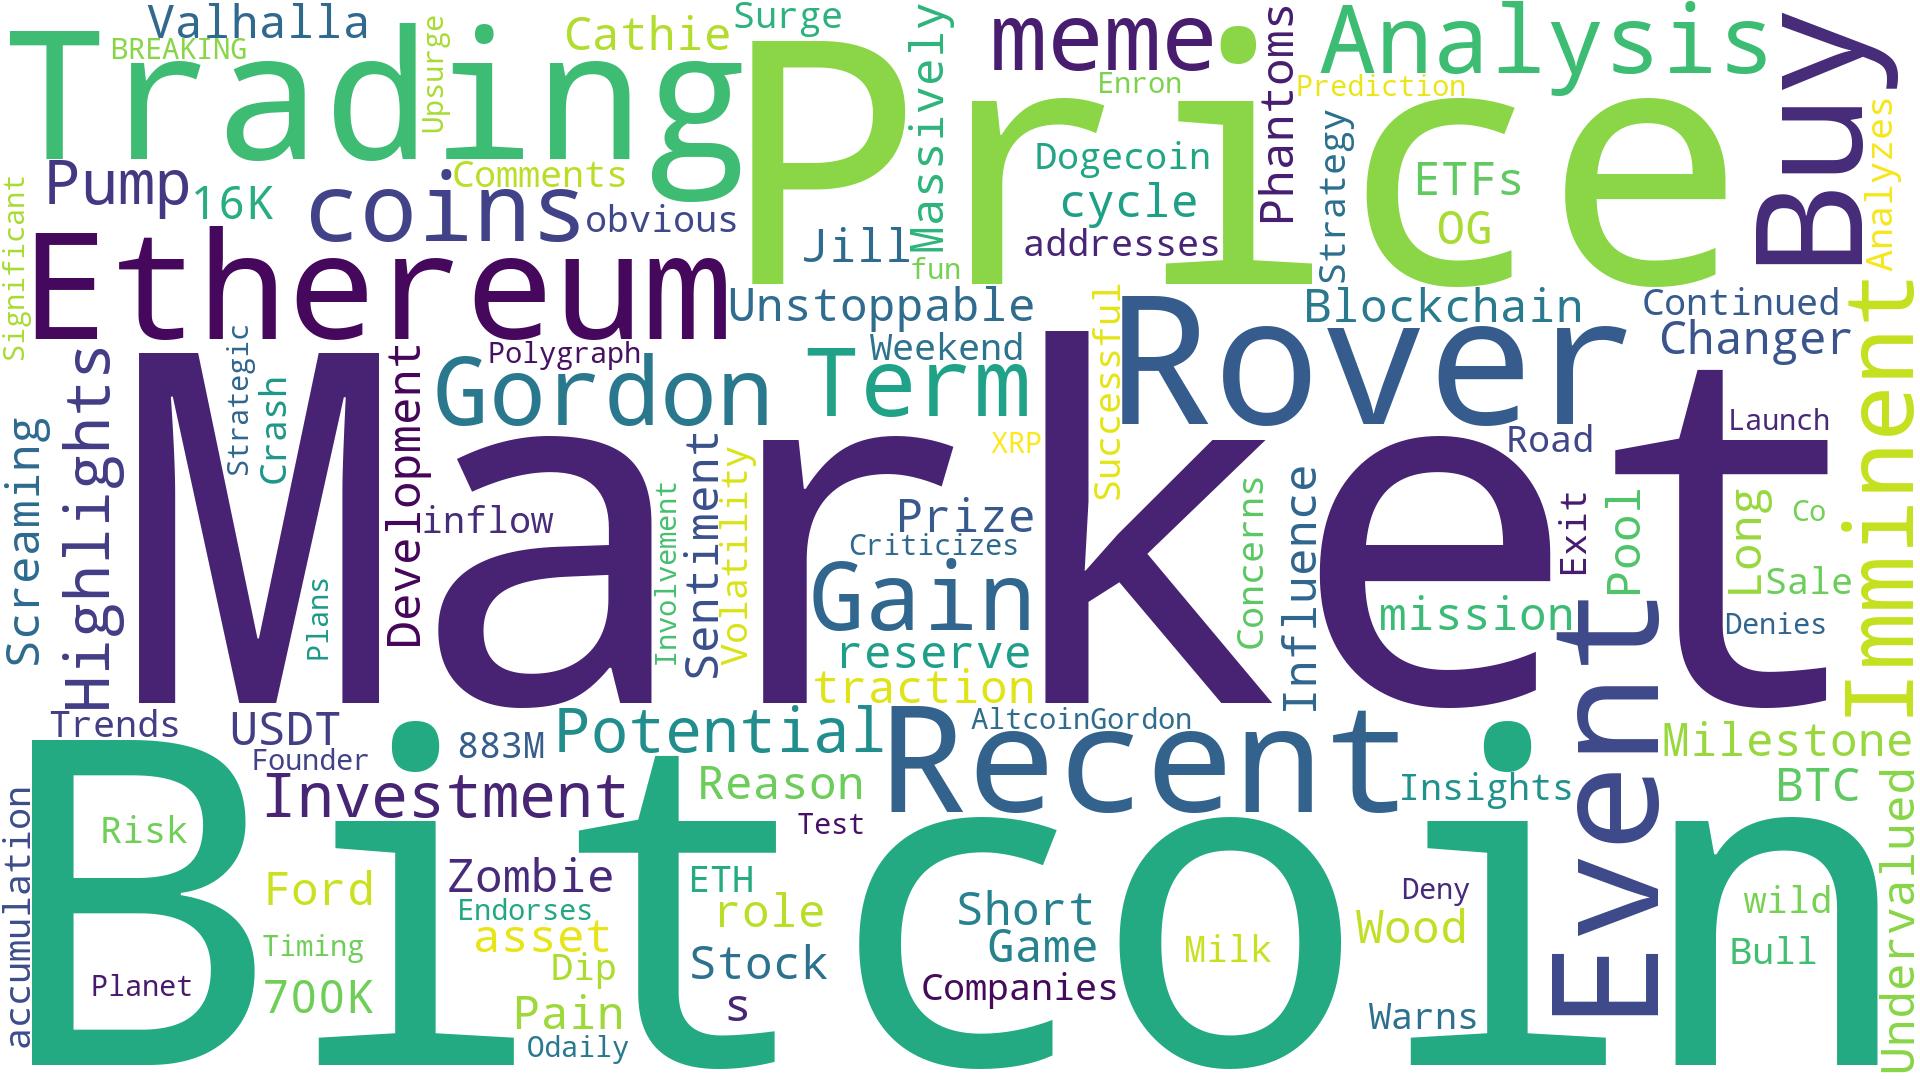 Valhalla
BREAKING
Trading
Upsurge
Cathie
Surge
Massively
meme
Enron
Phantoms
Prediction
Analysis
Buy
Price
Pump
16K
coins
Comments
obvious
Jill
fun
Dogecoin
cycle
addresses
Strategy
ETFs
OG
Analyzes
Significant
Ethereum
Unstoppable
Polygraph
Gordon
Term
Weekend
Successful
Rover
Blockchain
Continued
Changer
Imminent
Screaming
Highlights
Strategic
Crash
Development
inflow
Plans
Market
Involvement
Sentiment
Volatility
XRP
Prize
Criticizes
Gain
reserve
traction
Concerns
Influence
Road
Exit
Pool
Launch
Long
Co
Sale
Denies
mission
Event
Trends
USDT
Founder
883M
Potential
Recent
AltcoinGordon
Insights
Milestone
BTC
Undervalued
accumulation
Investment
Reason
Test
Bitcoin
Risk
Planet
Ford
Timing
700K
Zombie
Endorses
asset
Dip
Pain
Odaily
ETH
role
Stock
s
Short
Game
Companies
Milk
Deny
Wood
Warns
wild
Bull